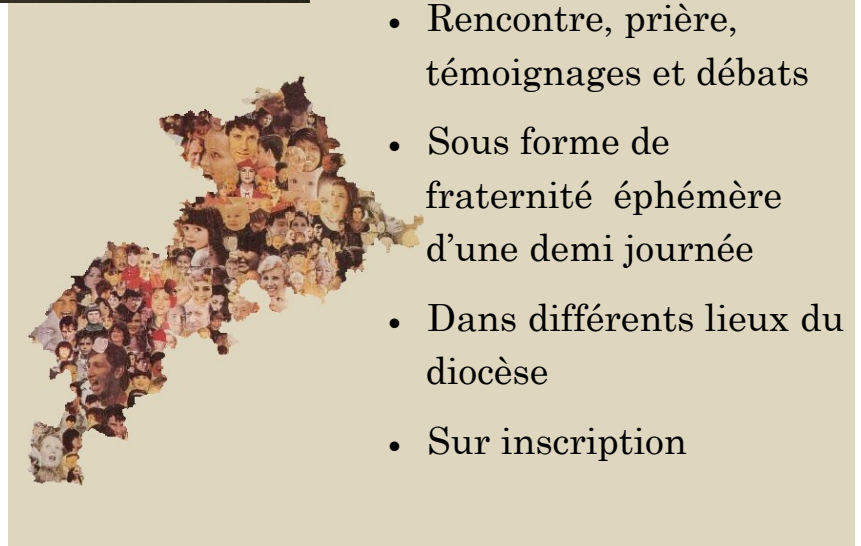 • Rencontre, prière,
témoignages et débats
• Sous forme de
fraternité  éphémère
d’une demi journée
• Dans différents lieux du
diocèse
• Sur inscription